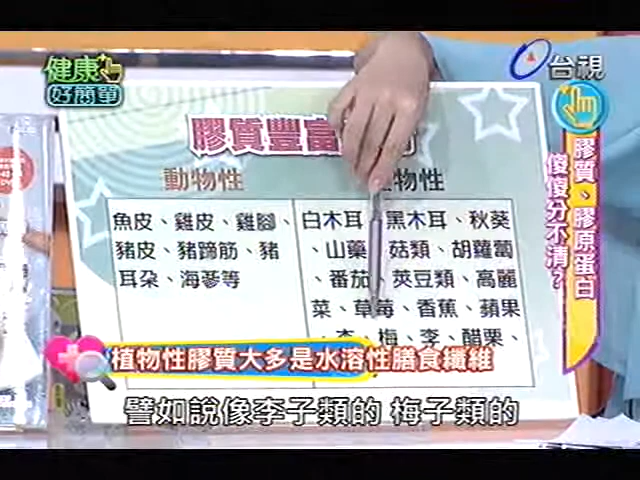 健康
好簡單
台視
膠質豐富
動物性
物性
魚皮、雞皮、雞腳、
豬皮、豬蹄筋、豬
耳朵、海蔘等
白木耳、黑木耳、秋葵
、山藥、菇類、胡蘿蔔
、番茄、莢豆類、高麗
菜、草莓、香蕉、蘋果
、杏、梅、李、醋栗、
膠質、膠原蛋白
傻傻分不清?
植物性膠質大多是水溶性膳食纖維
譬如說像李子類的 梅子類的